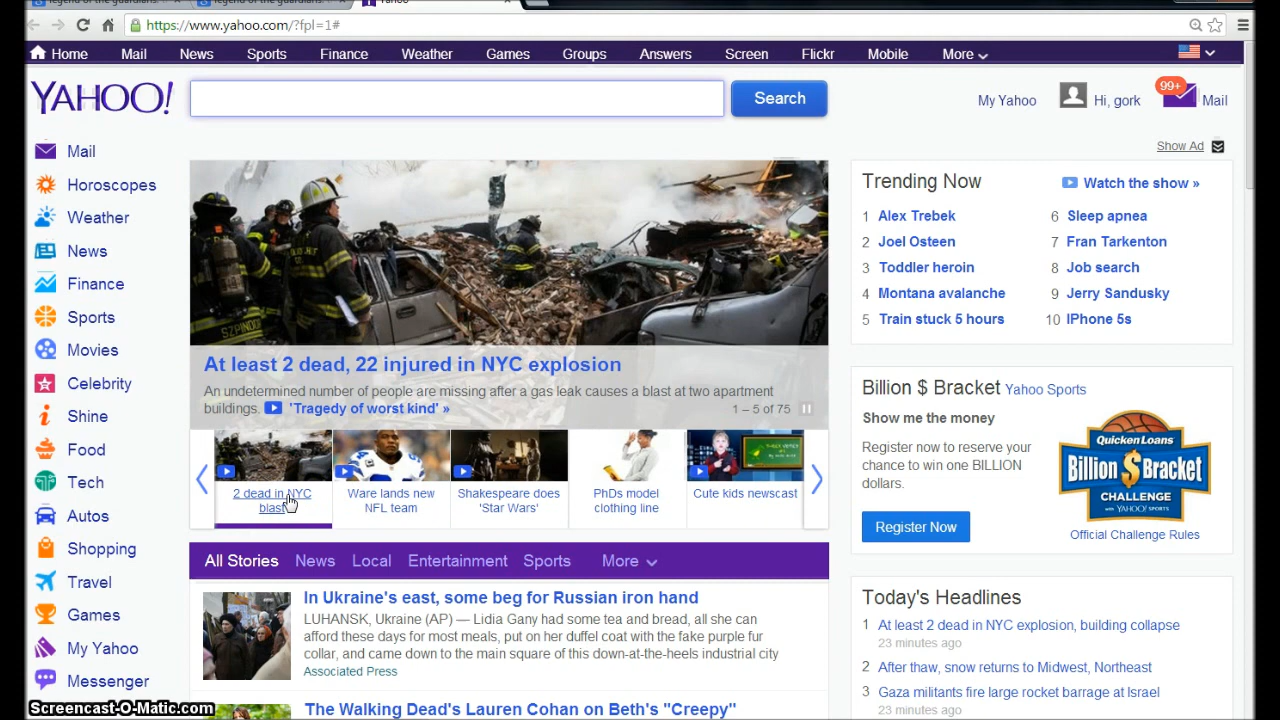 legend of the guardians
legend of the guardians
Yahoo
https://www.yahoo.com/?fpl=1#
Home Mail News Sports Finance Weather Games Groups Answers Screen Flickr Mobile More
YAHOO!
Search
My Yahoo
Hi, gork
99+
Mail
Show Ad
Mail
Horoscopes
Weather
News
Finance
Sports
Movies
Celebrity
Shine
Food
Tech
Autos
Shopping
Travel
Games
My Yahoo
Messenger
At least 2 dead, 22 injured in NYC explosion
An undetermined number of people are missing after a gas leak causes a blast at two apartment
buildings. 'Tragedy of worst kind' »
1 – 5 of 75
2 dead in NYC
blast
Ware lands new
NFL team
Shakespeare does
'Star Wars'
PhDs model
clothing line
Cute kids newscast
All Stories News Local Entertainment Sports More
In Ukraine's east, some beg for Russian iron hand
LUHANSK, Ukraine (AP) — Lidia Gany had some tea and bread, all she can
afford these days for most meals, put on her duffel coat with the fake purple fur
collar, and came down to the main square of this down-at-the-heels industrial city
Associated Press
The Walking Dead's Lauren Cohan on Beth's "Creepy"
Trending Now
Watch the show »
1 Alex Trebek
2 Joel Osteen
3 Toddler heroin
4 Montana avalanche
5 Train stuck 5 hours
6 Sleep apnea
7 Fran Tarkenton
8 Job search
9 Jerry Sandusky
10 IPhone 5s
Billion $ Bracket Yahoo Sports
Show me the money
Register now to reserve your
chance to win one BILLION
dollars.
Register Now
Quicken Loans
Billion $ Bracket
CHALLENGE
with YAHOO! SPORTS
Official Challenge Rules
Today's Headlines
1 At least 2 dead in NYC explosion, building collapse
23 minutes ago
2 After thaw, snow returns to Midwest, Northeast
3 Gaza militants fire large rocket barrage at Israel
23 minutes ago
Screencast-O-Matic.com